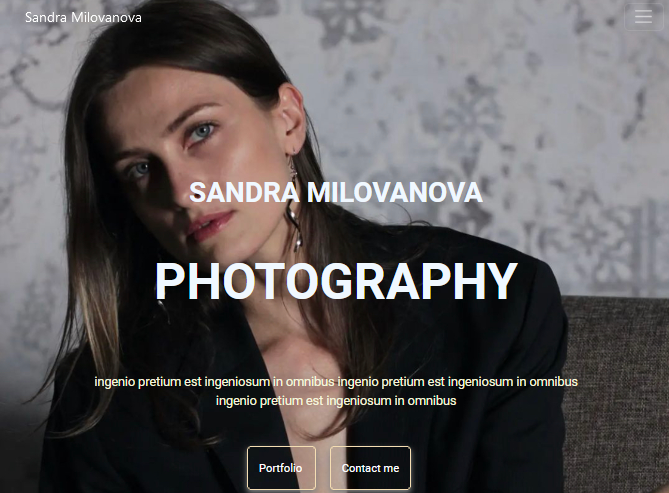 Sandra Milovanova
SANDRA MILOVANOVA
PHOTOGRAPHY
ingenio pretium est ingeniosum in omnibus ingenio pretium est ingeniosum in omnibus
ingenio pretium est ingeniosum in omnibus
Portfolio
Contact me